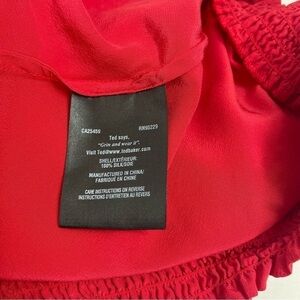 CA25459 RN95229
Ted says,
"Grin and wear it".
Visit Ted@www.tedbaker.com
SHELL/EXTÉRIEUR:
100% SILK/SOIE
MANUFACTURED IN CHINA/
FABRIQUÉ EN CHINE
CARE INSTRUCTIONS ON REVERSE
INSTRUCTIONS D'ENTRETIEN AU REVERS